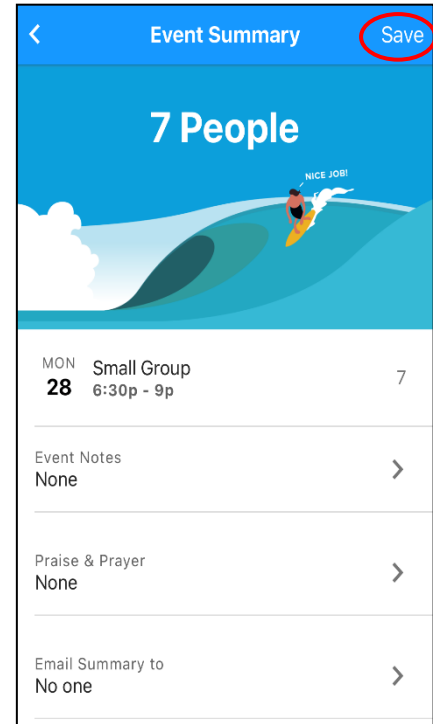 Event Summary Save
7 People
NICE JOB!
MON Small Group 7
28 6:30p - 9p
Event Notes
None
Praise & Prayer
None
Email Summary to
No one